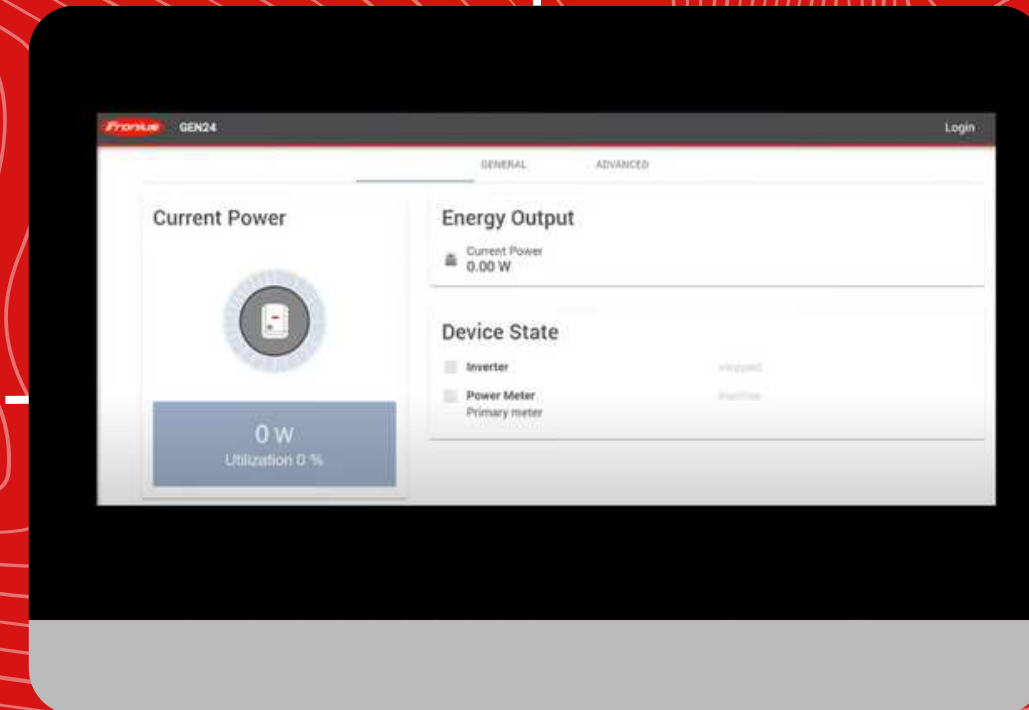 Fronius GEN24 Login
GENERAL ADVANCED
Current Power
0 W
Utilization 0 %
Energy Output
Current Power
0.00 W
Device State
Inverter stopped
Power Meter
Primary meter